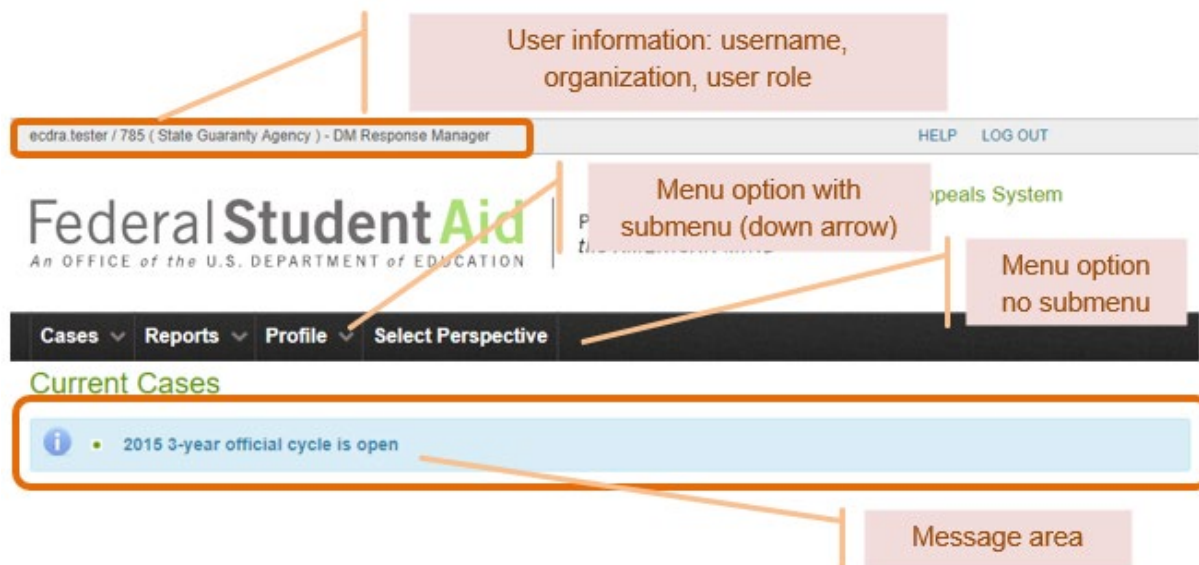 User information: username,
organization, user role
ecdra.tester / 785 ( State Guaranty Agency ) - DM Response Manager
HELP LOG OUT
Menu option with
submenu (down arrow)
Appeals System
Federal Student Aid
An OFFICE of the U.S. DEPARTMENT of EDUCATION
Menu option
no submenu
Cases Reports Profile Select Perspective
Current Cases
2015 3-year official cycle is open
Message area